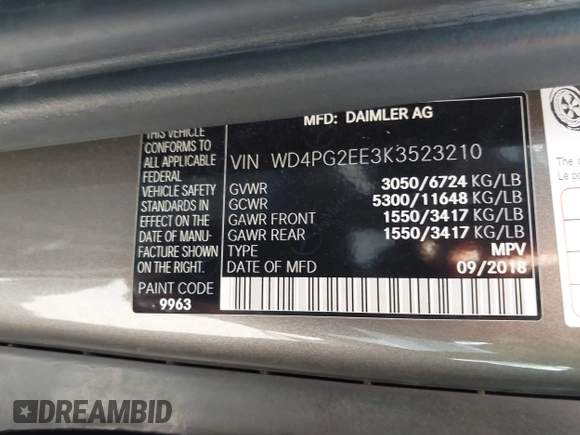 MFD: DAIMLER AG
THIS VEHICLE
CONFORMS TO
ALL APPLICABLE
FEDERAL
VEHICLE SAFETY
STANDARDS IN
EFFECT ON THE
DATE OF MANU-
FACTURE SHOWN
ON THE RIGHT.
PAINT CODE
9963
VIN WD4PG2EE3K3523210
GVWR 3050/6724 KG/LB
GCWR 5300/11648 KG/LB
GAWR FRONT 1550/3417 KG/LB
GAWR REAR 1550/3417 KG/LB
TYPE MPV
DATE OF MFD 09/2018
DREAMBID